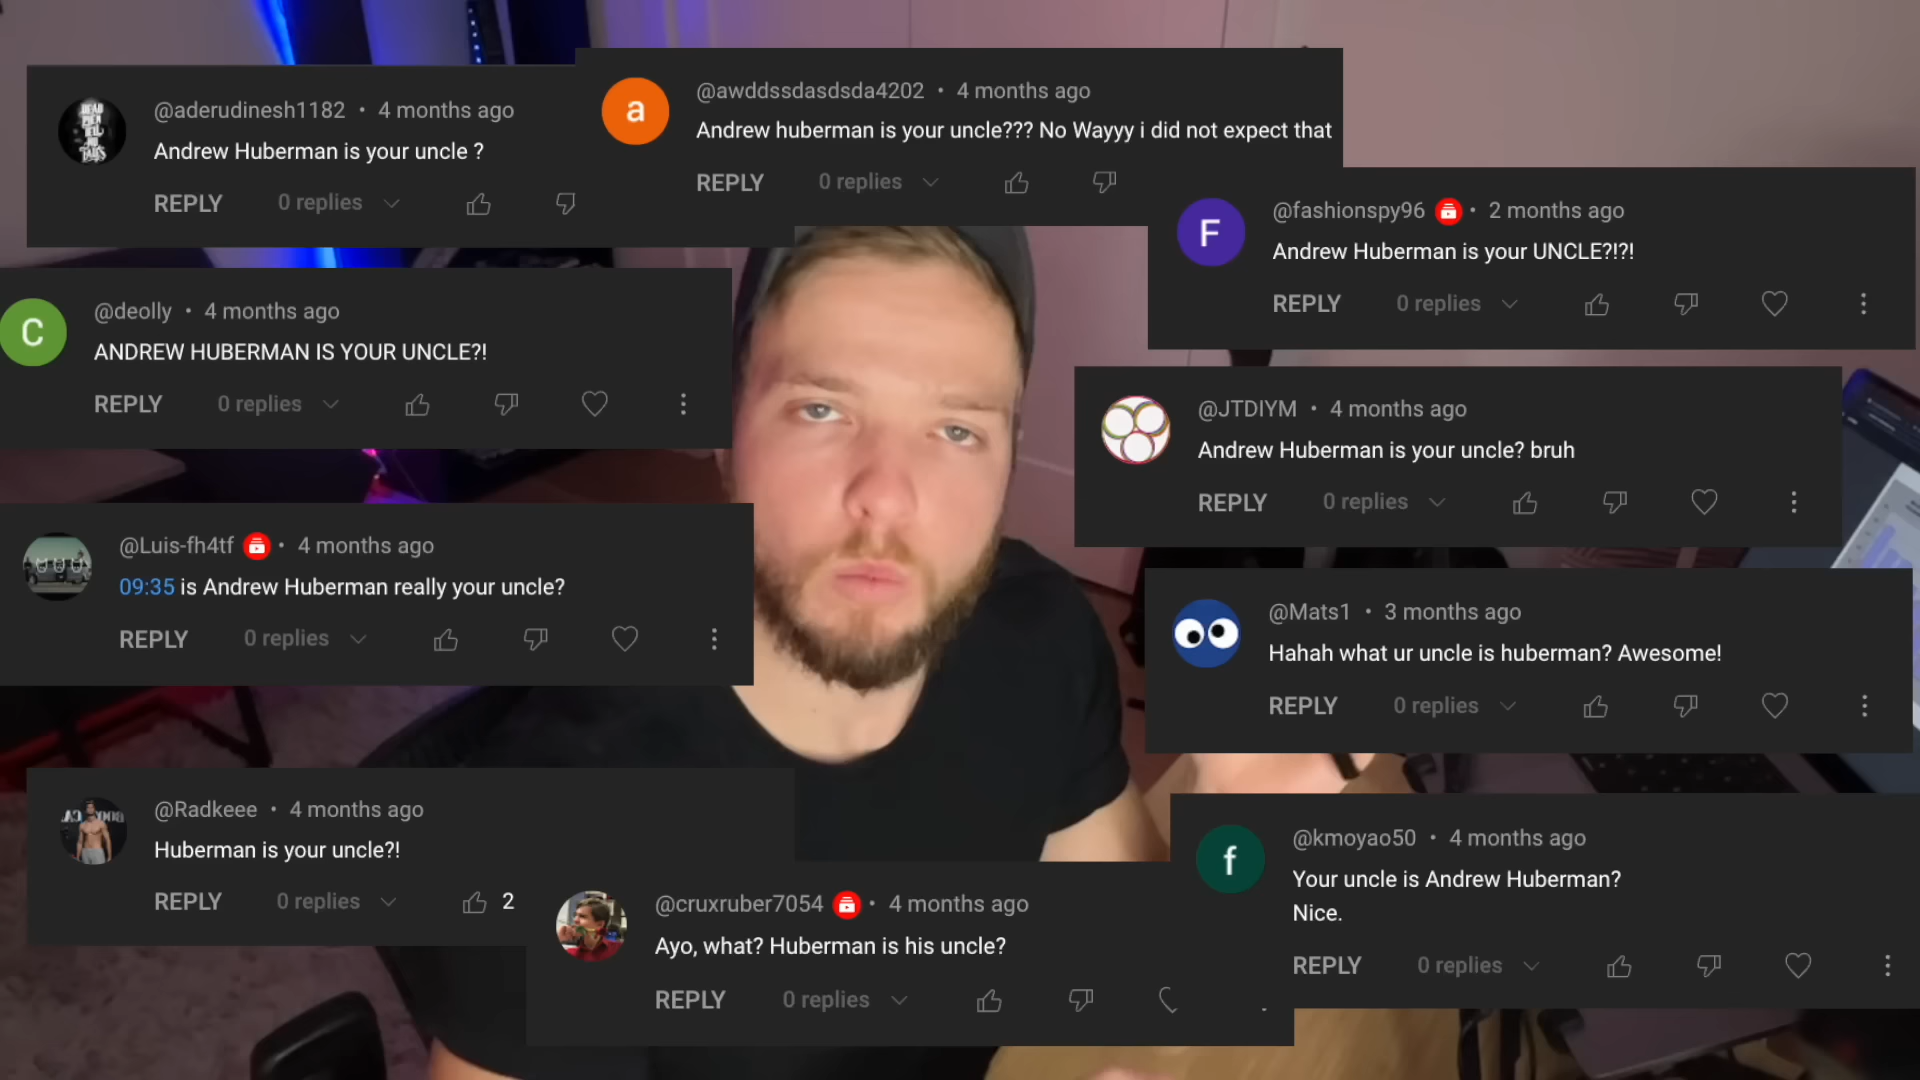 @aderudinesh1182 • 4 months ago
Andrew Huberman is your uncle ?
REPLY 0 replies
a
@awddssdasdsda4202 • 4 months ago
Andrew huberman is your uncle??? No Wayyy i did not expect that
REPLY 0 replies
F
@fashionspy96 • 2 months ago
Andrew Huberman is your UNCLE?!?!
REPLY 0 replies
C
@deolly • 4 months ago
ANDREW HUBERMAN IS YOUR UNCLE?!
REPLY 0 replies
@JTDIYM • 4 months ago
Andrew Huberman is your uncle? bruh
REPLY 0 replies
@Luis-fh4tf • 4 months ago
09:35 is Andrew Huberman really your uncle?
REPLY 0 replies
@Mats1 • 3 months ago
Hahah what ur uncle is huberman? Awesome!
REPLY 0 replies
@Radkeee • 4 months ago
Huberman is your uncle?!
REPLY 0 replies 2
f
@kmoyao50 • 4 months ago
Your uncle is Andrew Huberman?
Nice.
REPLY 0 replies
@cruxruber7054 • 4 months ago
Ayo, what? Huberman is his uncle?
REPLY 0 replies